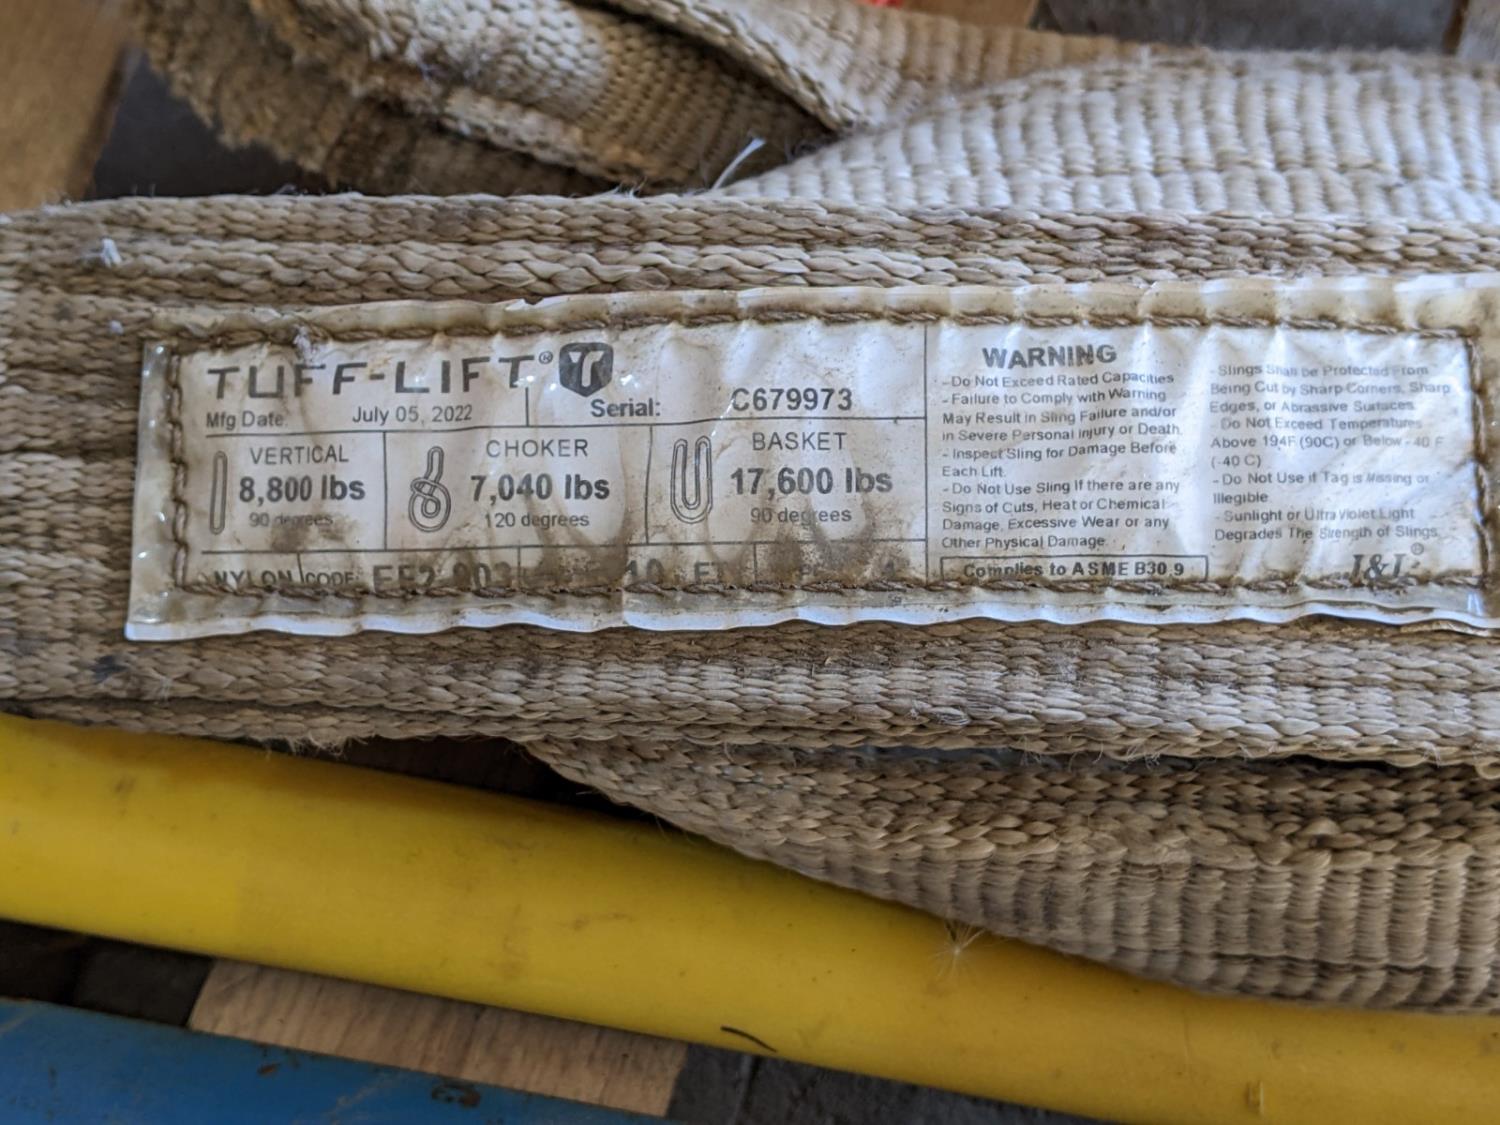 TUFF-LIFT®
Mfg Date. July 05, 2022 Serial: C679973
VERTICAL
8,800 lbs
90 degrees
CHOKER
7,040 lbs
120 degrees
BASKET
17,600 lbs
90 degrees
NYLON CODE: EE2-903 10 FT
WARNING
-Do Not Exceed Rated Capacities
- Failure to Comply with Warning
May Result in Sling Failure and/or
in Severe Personal Injury or Death.
- Inspect Sling for Damage Before
Each Lift.
- Do Not Use Sling If there are any
Signs of Cuts, Heat or Chemical
Damage, Excessive Wear or any
Other Physical Damage.
Complies to ASME B30.9
- Slings Shall be Protected From
Being Cut by Sharp Corners, Sharp
Edges, or Abrassive Surfaces.
Do Not Exceed Temperatures
Above 194F (90C) or Below -40 F
(-40 C)
- Do Not Use if Tag is Missing or
Illegible.
- Sunlight or Ultra Violet Light
Degrades The Strength of Slings.
®